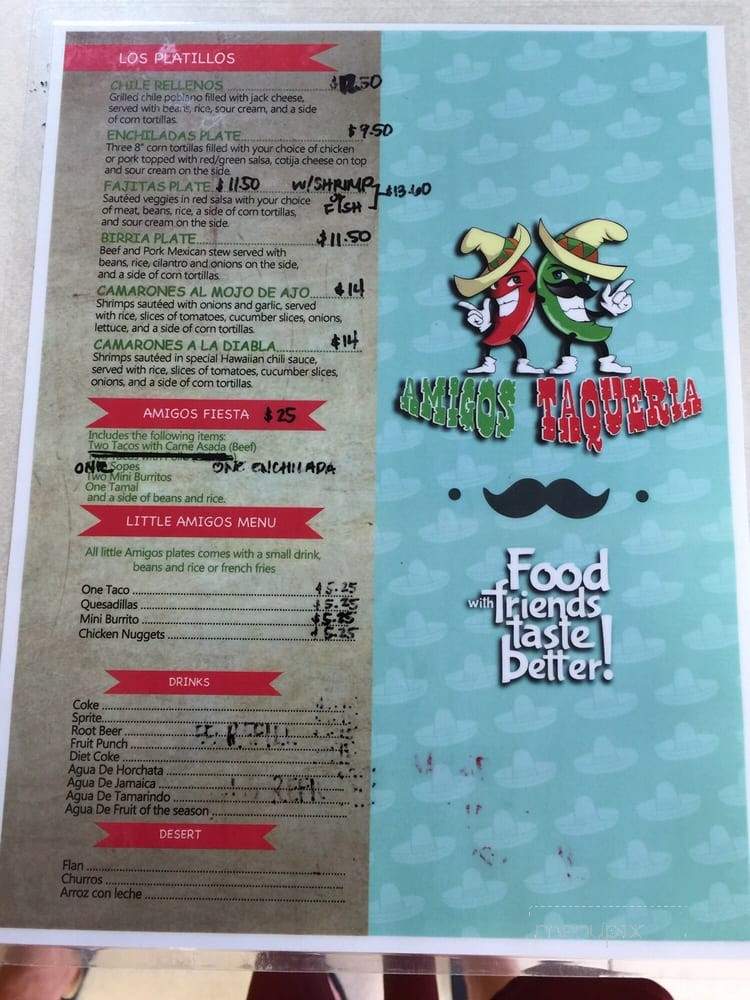 LOS PLATILLOS
CHILE RELLENOS
Grilled chile poblano filled with jack cheese,
served with beans, rice, sour cream, and a side
of corn tortillas.
ENCHILADAS PLATE $9.50
Three 8" corn tortillas filled with your choice of chicken
or pork topped with red/green salsa, cotija cheese on top
and sour cream on the side.
FAJITAS PLATE $11.50 W/SHRIMP or FISH
Sautéed veggies in red salsa with your choice
of meat, beans, rice, a side of corn tortillas,
and sour cream on the side.
BIRRIA PLATE $11.50
Beef and Pork Mexican stew served with
beans, rice, cilantro and onions on the side,
and a side of corn tortillas.
CAMARONES AL MOJO DE AJO $14
Shrimps sautéed with onions and garlic, served
with rice, slices of tomatoes, cucumber slices, onions,
lettuce, and a side of corn tortillas.
CAMARONES A LA DIABLA $14
Shrimps sautéed in special Hawaiian chili sauce,
served with rice, slices of tomatoes, cucumber slices,
onions, and a side of corn tortillas.
AMIGOS FIESTA $25
Includes the following items:
Two Tacos with Carne Asada (Beef)
ONE Sopes ONE ENCHILADA
Two Mini Burritos
One Tamal
and a side of beans and rice.
LITTLE AMIGOS MENU
All little Amigos plates comes with a small drink,
beans and rice or french fries
One Taco $5.25
Quesadillas $5.25
Mini Burrito $5.25
Chicken Nuggets $5.25
DRINKS
Coke
Sprite
Root Beer
Fruit Punch
Diet Coke
Agua De Horchata
Agua De Jamaica
Agua De Tamarindo
Agua De Fruit of the season
DESERT
Flan
Churros
Arroz con leche
AMIGOS TAQUERIA
Food
with friends
taste
better!
menupix